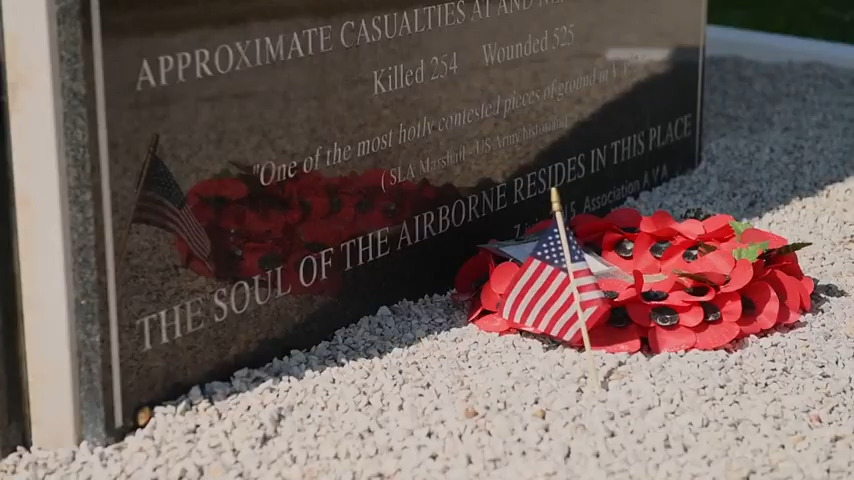 APPROXIMATE CASUALTIES AT AND
Killed 254 Wounded 525
"One of the most hotly contested pieces of ground in
(SLA Marshall - US Army historian)
THE SOUL OF THE AIRBORNE RESIDES IN THIS PLACE
Association A.V.A